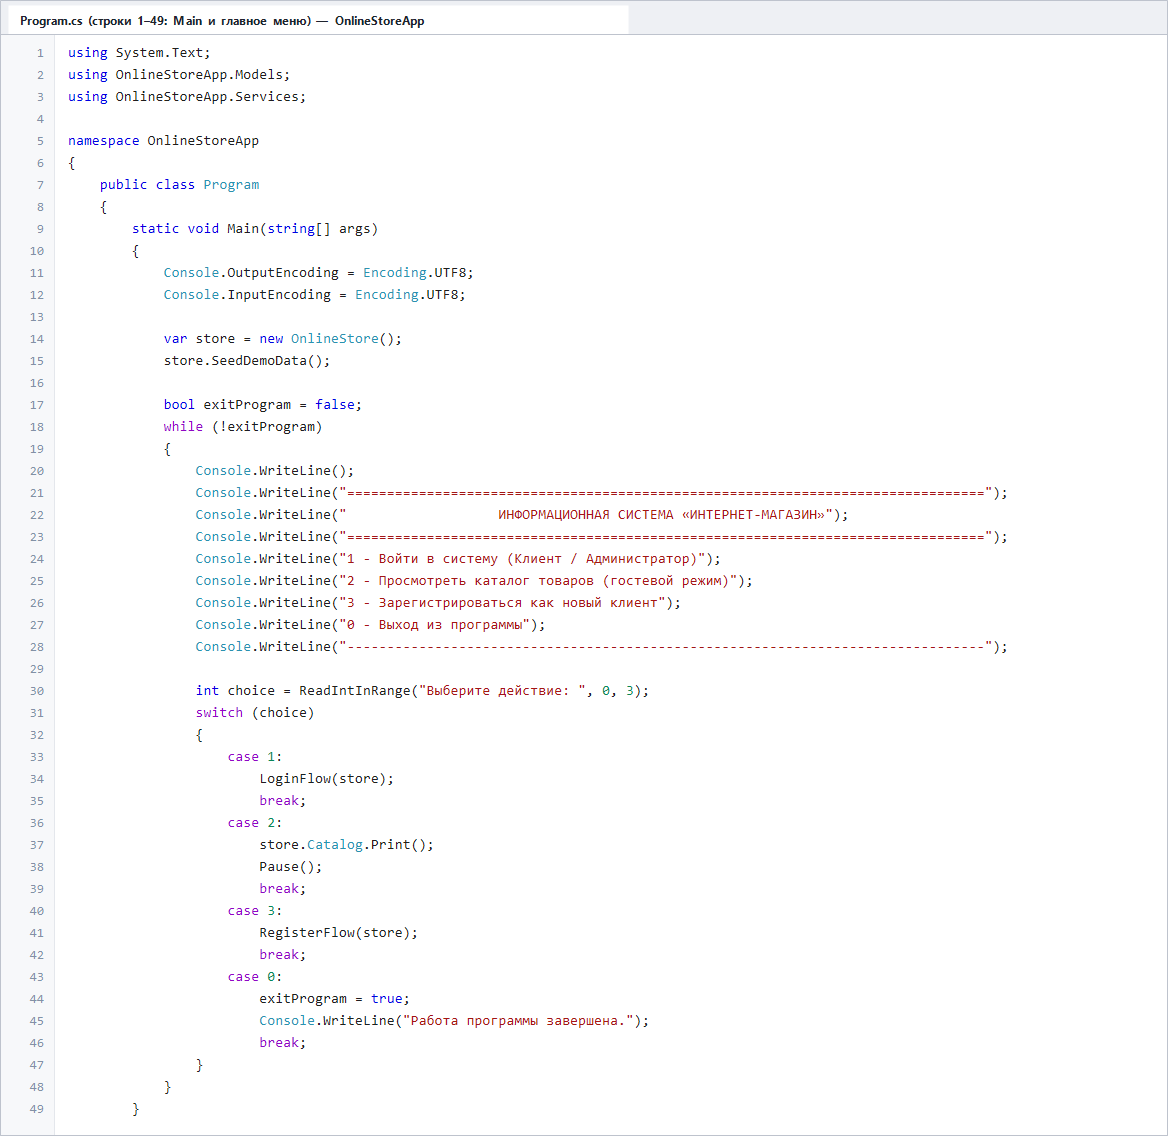 Program.cs (строки 1–49: Main и главное меню) — OnlineStoreApp
1 using System.Text;
2 using OnlineStoreApp.Models;
3 using OnlineStoreApp.Services;
4
5 namespace OnlineStoreApp
6 {
7     public class Program
8     {
9         static void Main(string[] args)
10         {
11             Console.OutputEncoding = Encoding.UTF8;
12             Console.InputEncoding = Encoding.UTF8;
13
14             var store = new OnlineStore();
15             store.SeedDemoData();
16
17             bool exitProgram = false;
18             while (!exitProgram)
19             {
20                 Console.WriteLine();
21                 Console.WriteLine("================================================================================");
22                 Console.WriteLine("                   ИНФОРМАЦИОННАЯ СИСТЕМА «ИНТЕРНЕТ-МАГАЗИН»");
23                 Console.WriteLine("================================================================================");
24                 Console.WriteLine("1 - Войти в систему (Клиент / Администратор)");
25                 Console.WriteLine("2 - Просмотреть каталог товаров (гостевой режим)");
26                 Console.WriteLine("3 - Зарегистрироваться как новый клиент");
27                 Console.WriteLine("0 - Выход из программы");
28                 Console.WriteLine("--------------------------------------------------------------------------------");
29
30                 int choice = ReadIntInRange("Выберите действие: ", 0, 3);
31                 switch (choice)
32                 {
33                     case 1:
34                         LoginFlow(store);
35                         break;
36                     case 2:
37                         store.Catalog.Print();
38                         Pause();
39                         break;
40                     case 3:
41                         RegisterFlow(store);
42                         break;
43                     case 0:
44                         exitProgram = true;
45                         Console.WriteLine("Работа программы завершена.");
46                         break;
47                 }
48             }
49         }